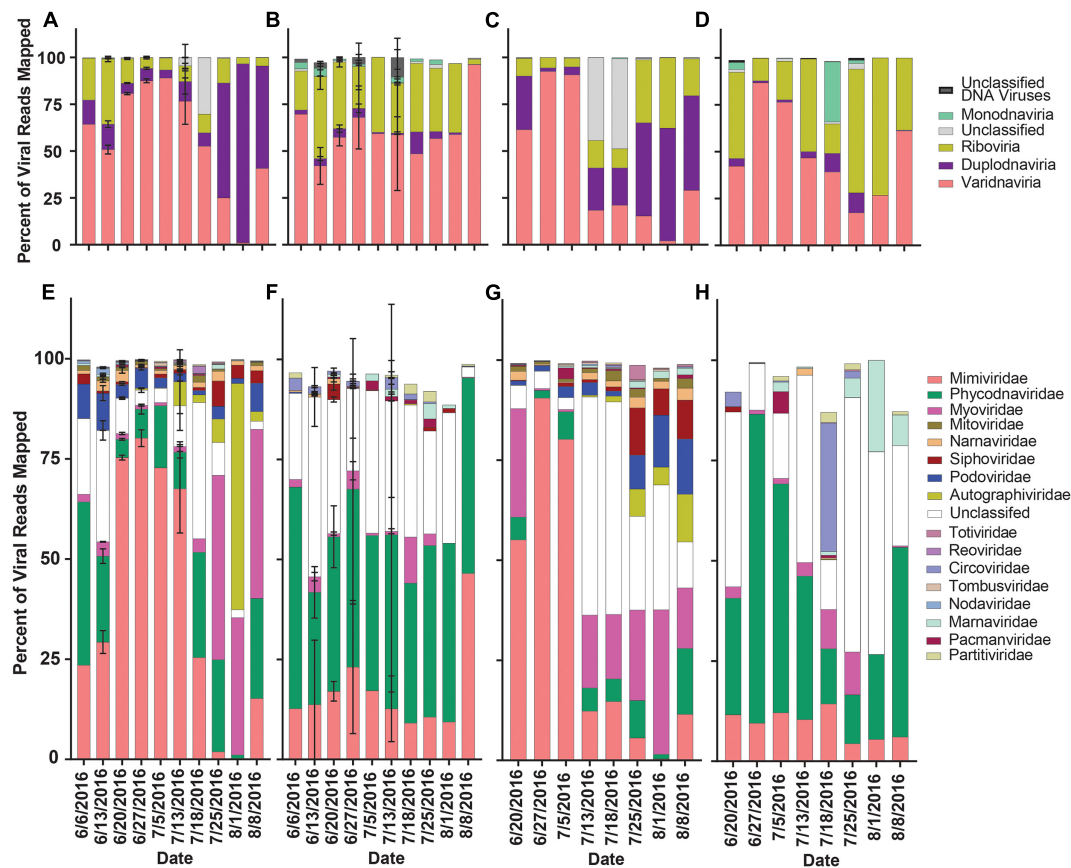 A
B
C
D
Percent of Viral Reads Mapped
100
75
50
25
0
Unclassified
DNA Viruses
Monodnaviria
Unclassified
Riboviria
Duplodnaviria
Varidnaviria
E
F
G
H
Percent of Viral Reads Mapped
100
75
50
25
0
Mimiviridae
Phycodnaviridae
Myoviridae
Mitoviridae
Narnaviridae
Siphoviridae
Podoviridae
Autographiviridae
Unclassifed
Totiviridae
Reoviridae
Circoviridae
Tombusviridae
Nodaviridae
Marnaviridae
Pacmanviridae
Partitiviridae
6/6/2016
6/13/2016
6/20/2016
6/27/2016
7/5/2016
7/13/2016
7/18/2016
7/25/2016
8/1/2016
8/8/2016
6/6/2016
6/13/2016
6/20/2016
6/27/2016
7/5/2016
7/13/2016
7/18/2016
7/25/2016
8/1/2016
8/8/2016
6/20/2016
6/27/2016
7/5/2016
7/13/2016
7/18/2016
7/25/2016
8/1/2016
8/8/2016
6/20/2016
6/27/2016
7/5/2016
7/13/2016
7/18/2016
7/25/2016
8/1/2016
8/8/2016
Date
Date
Date
Date